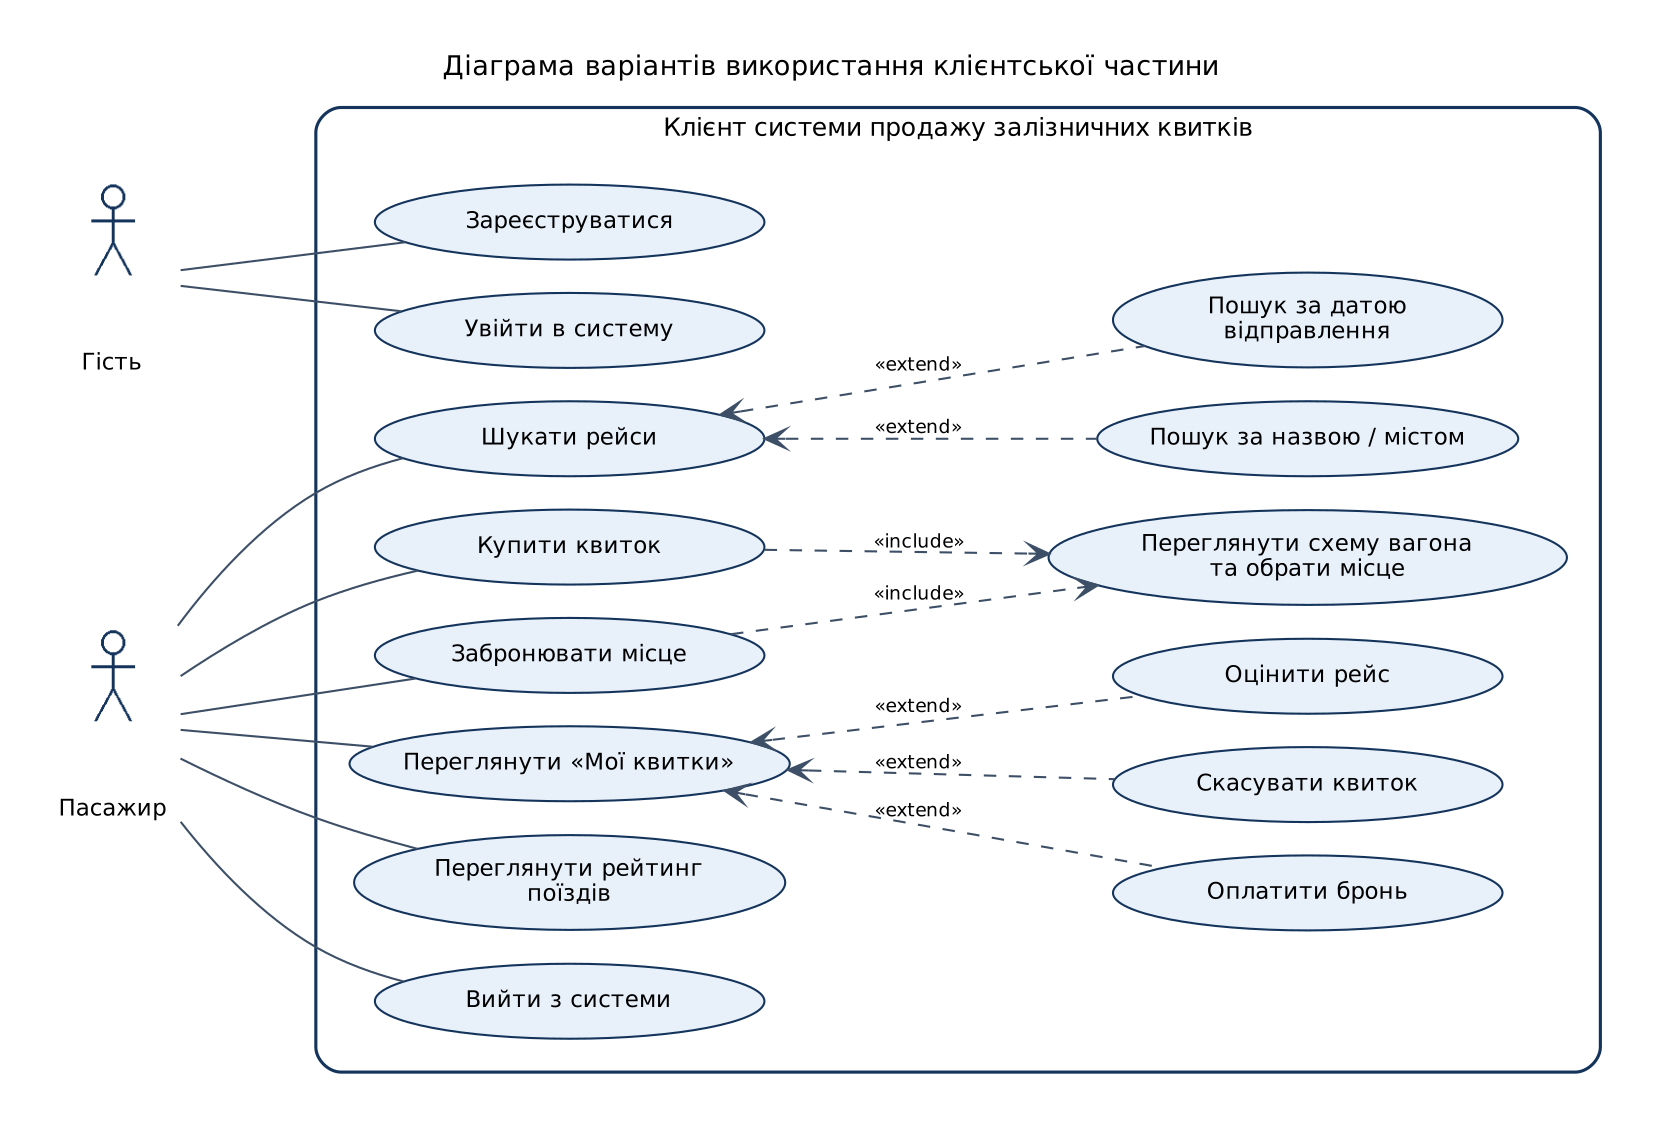 Діаграма варіантів використання клієнтської частини
Клієнт системи продажу залізничних квитків
Гість
Пасажир
Зареєструватися
Увійти в систему
Шукати рейси
Купити квиток
Забронювати місце
Переглянути «Мої квитки»
Переглянути рейтинг
поїздів
Вийти з системи
«extend»
«extend»
«include»
«include»
«extend»
«extend»
«extend»
Пошук за датою
відправлення
Пошук за назвою / містом
Переглянути схему вагона
та обрати місце
Оцінити рейс
Скасувати квиток
Оплатити бронь